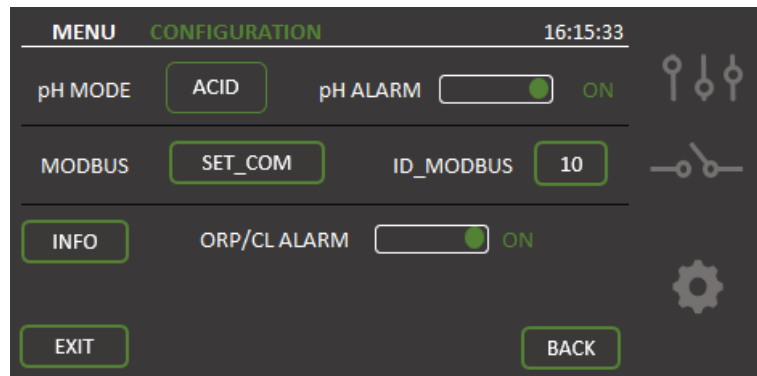 MENU CONFIGURATION 16:15:33
pH MODE ACID pH ALARM ON
MODBUS SET_COM ID_MODBUS 10
INFO ORP/CL ALARM ON
EXIT BACK